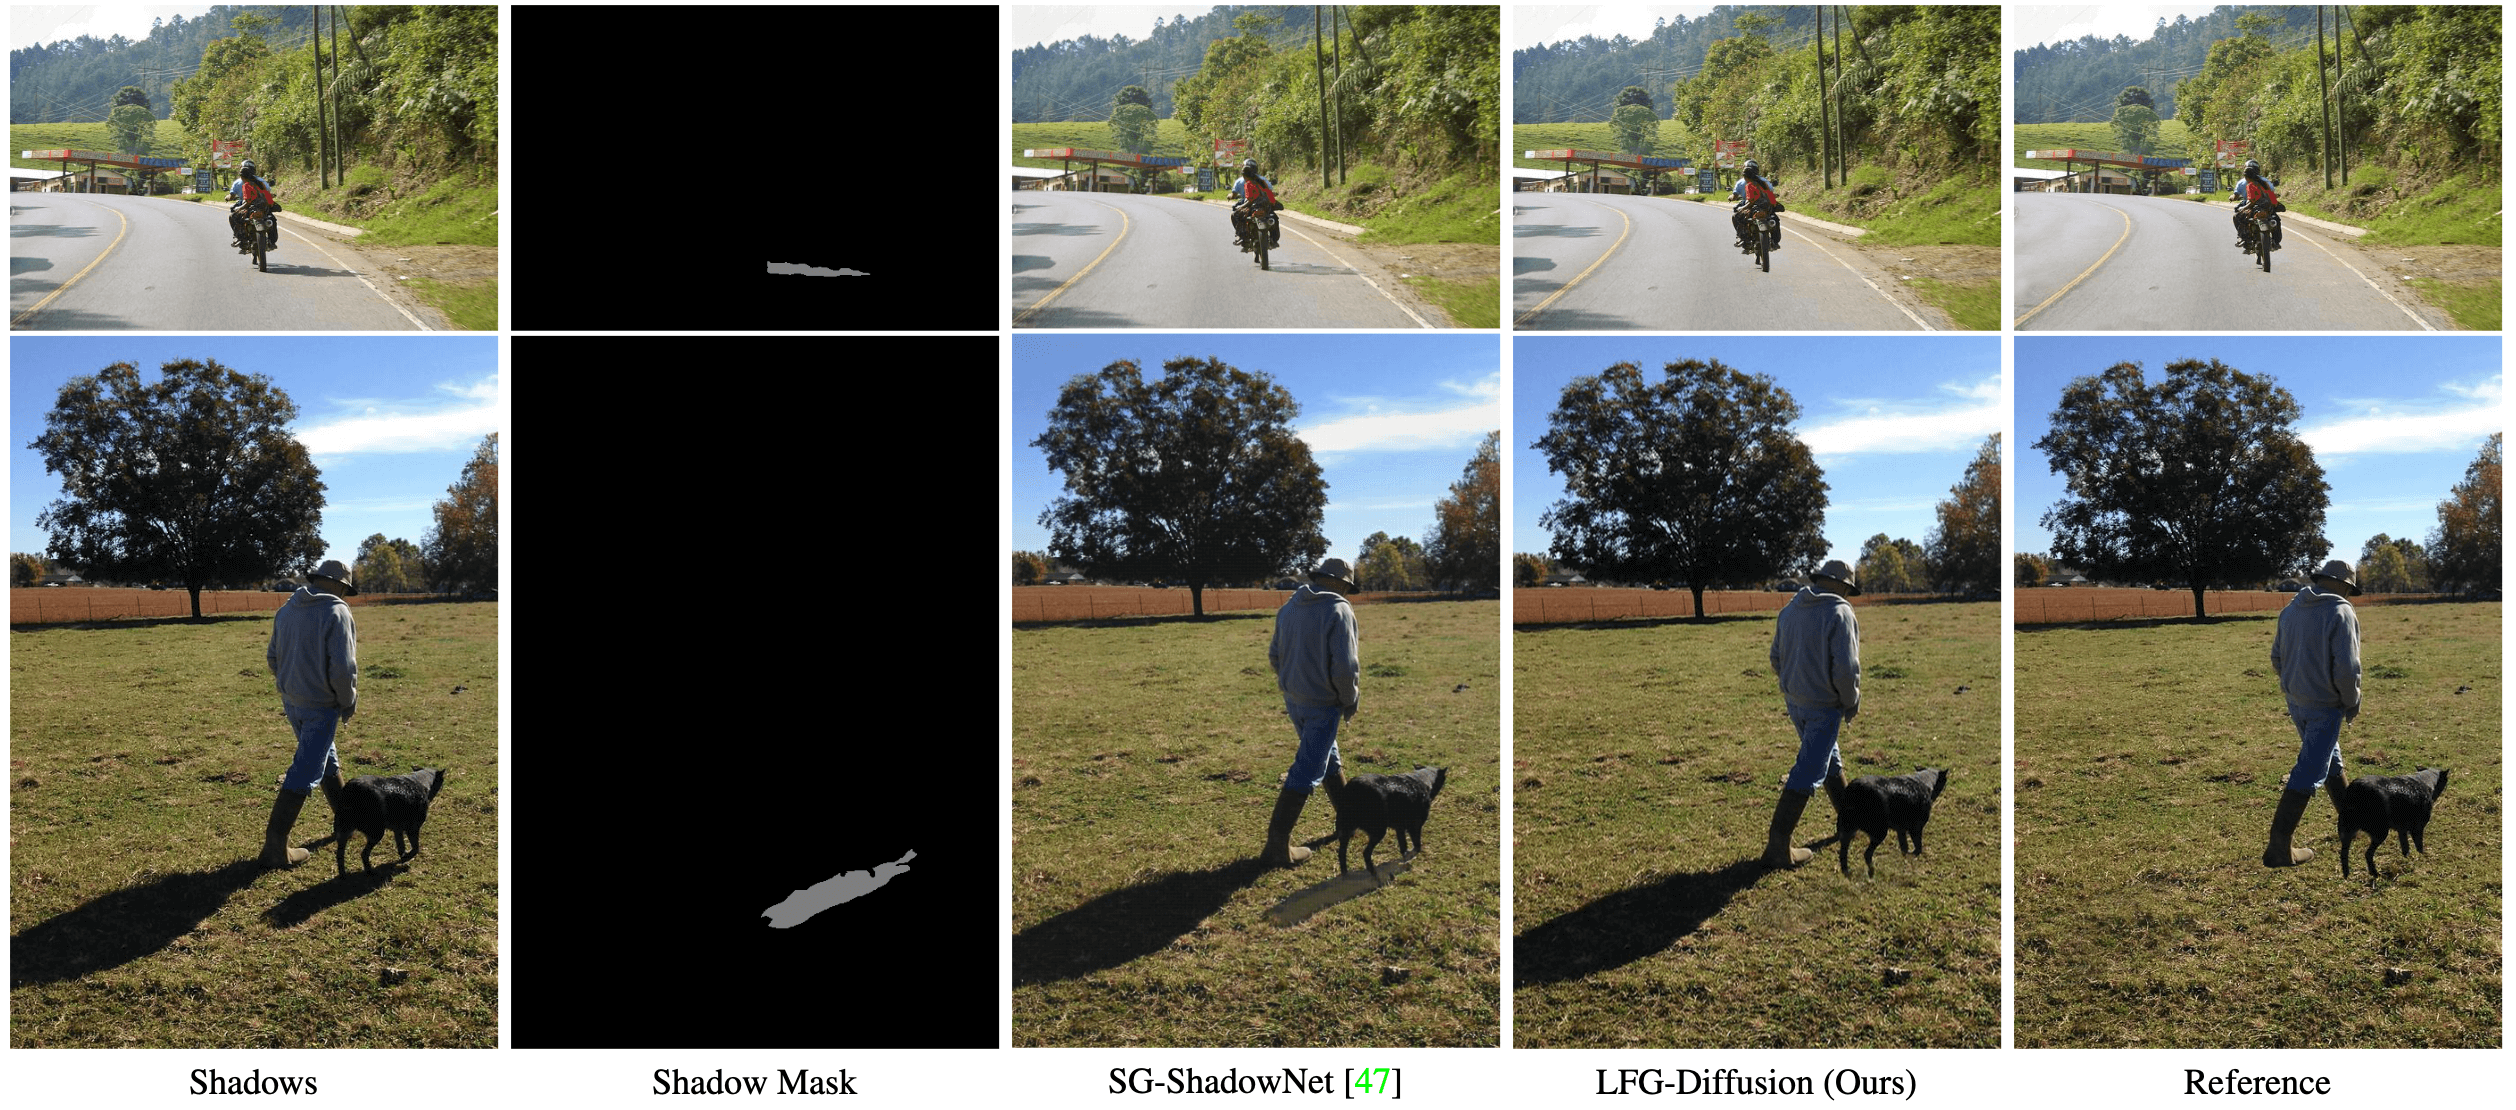 Shadows
Shadow Mask
SG-ShadowNet [47]
LFG-Diffusion (Ours)
Reference